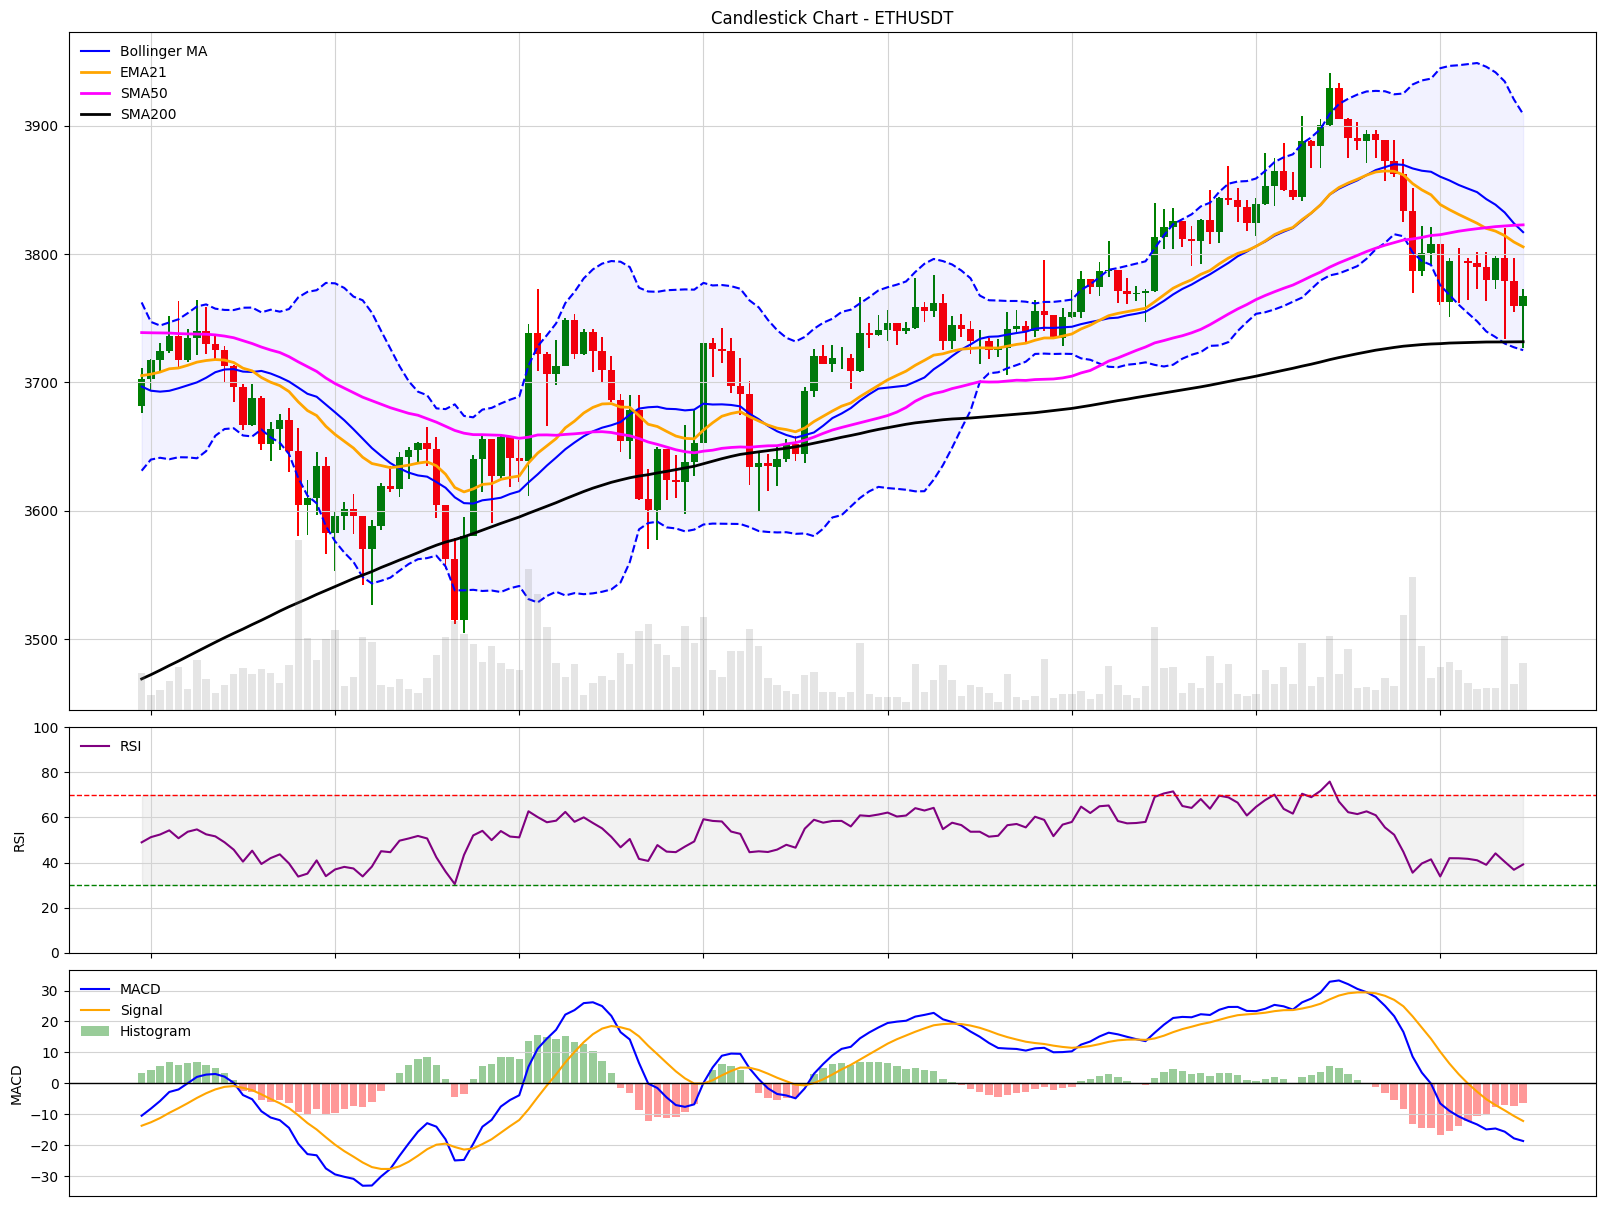 Candlestick Chart - ETHUSDT
Bollinger MA
EMA21
SMA50
SMA200
3900
3800
3700
3600
3500
RSI
100
80
60
40
20
0
RSI
MACD
Signal
Histogram
30
20
10
0
−10
−20
−30
MACD